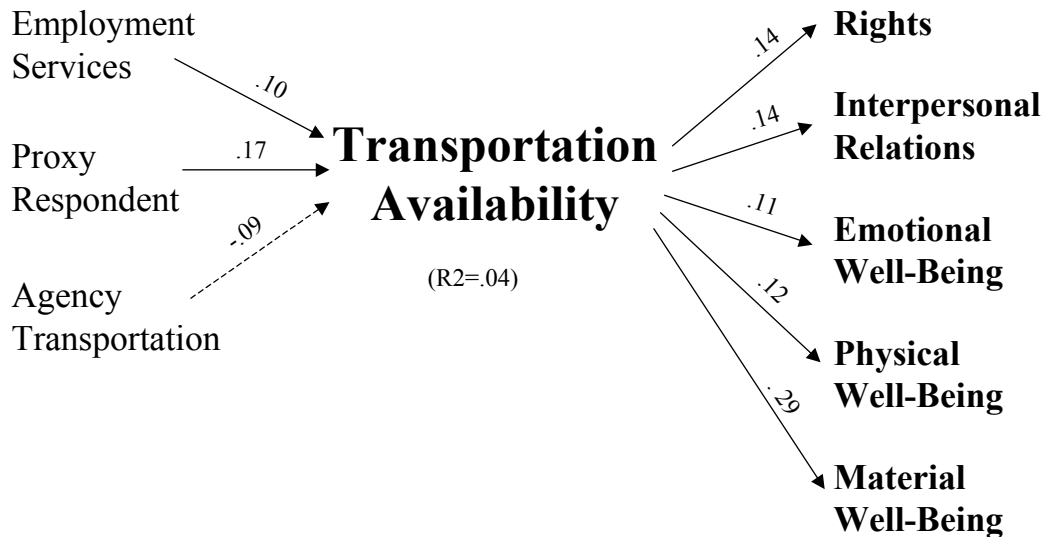 Employment
Services
.10
Proxy
Respondent
.17
Agency
Transportation
-.09
Transportation
Availability
(R2=.04)
.14
Rights
.14
Interpersonal
Relations
.11
Emotional
Well-Being
.12
Physical
Well-Being
. 29
Material
Well-Being